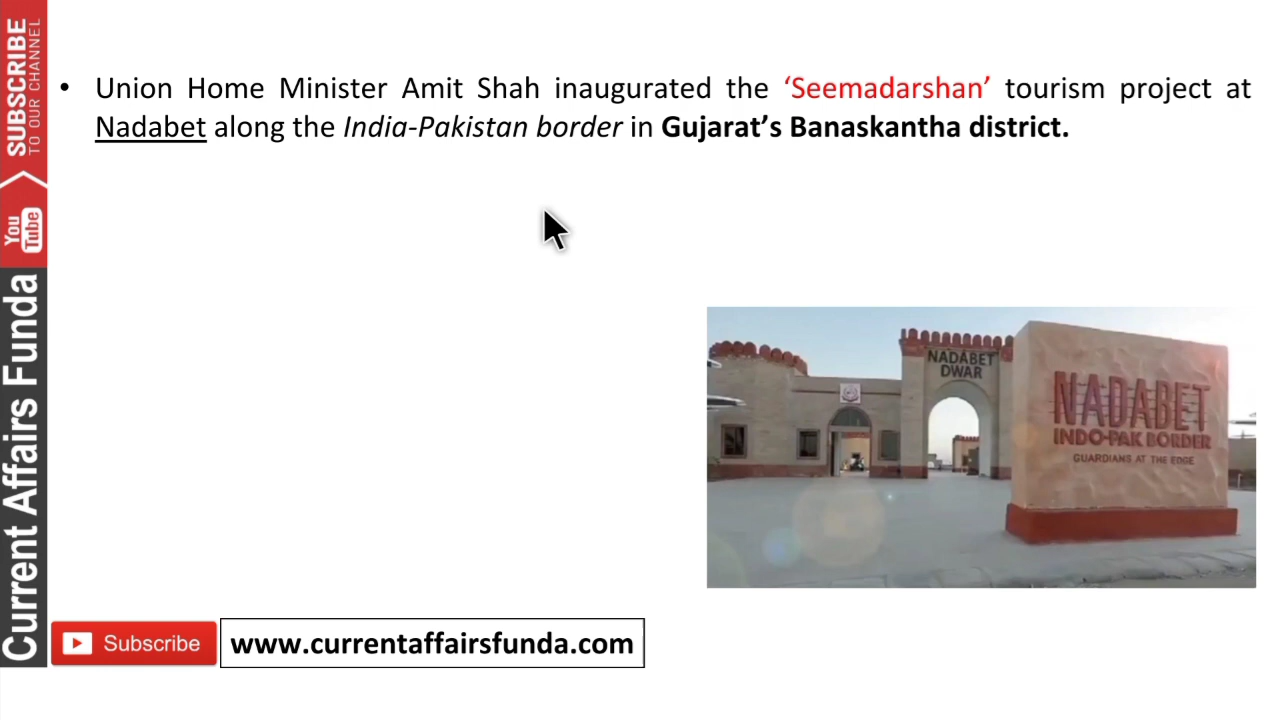 SUBSCRIBE
TO OUR CHANNEL
You
Tube
Current Affairs Funda
• Union Home Minister Amit Shah inaugurated the ‘Seemadarshan’ tourism project at
Nadabet along the India-Pakistan border in Gujarat’s Banaskantha district.
NADABET
DWAR
NADABET
INDO-PAK BORDER
GUARDIANS AT THE EDGE
Subscribe
www.currentaffairsfunda.com